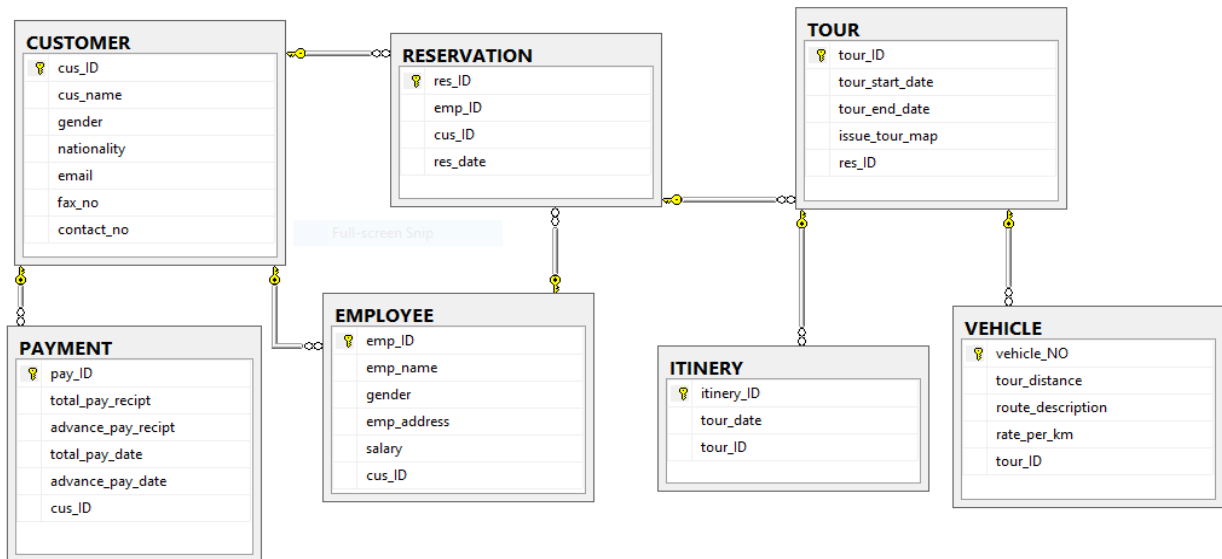 CUSTOMER
cus_ID
cus_name
gender
nationality
email
fax_no
contact_no
RESERVATION
res_ID
emp_ID
cus_ID
res_date
TOUR
tour_ID
tour_start_date
tour_end_date
issue_tour_map
res_ID
Full-screen Snip
PAYMENT
pay_ID
total_pay_recipt
advance_pay_recipt
total_pay_date
advance_pay_date
cus_ID
EMPLOYEE
emp_ID
emp_name
gender
emp_address
salary
cus_ID
ITINERY
itinery_ID
tour_date
tour_ID
VEHICLE
vehicle_NO
tour_distance
route_description
rate_per_km
tour_ID